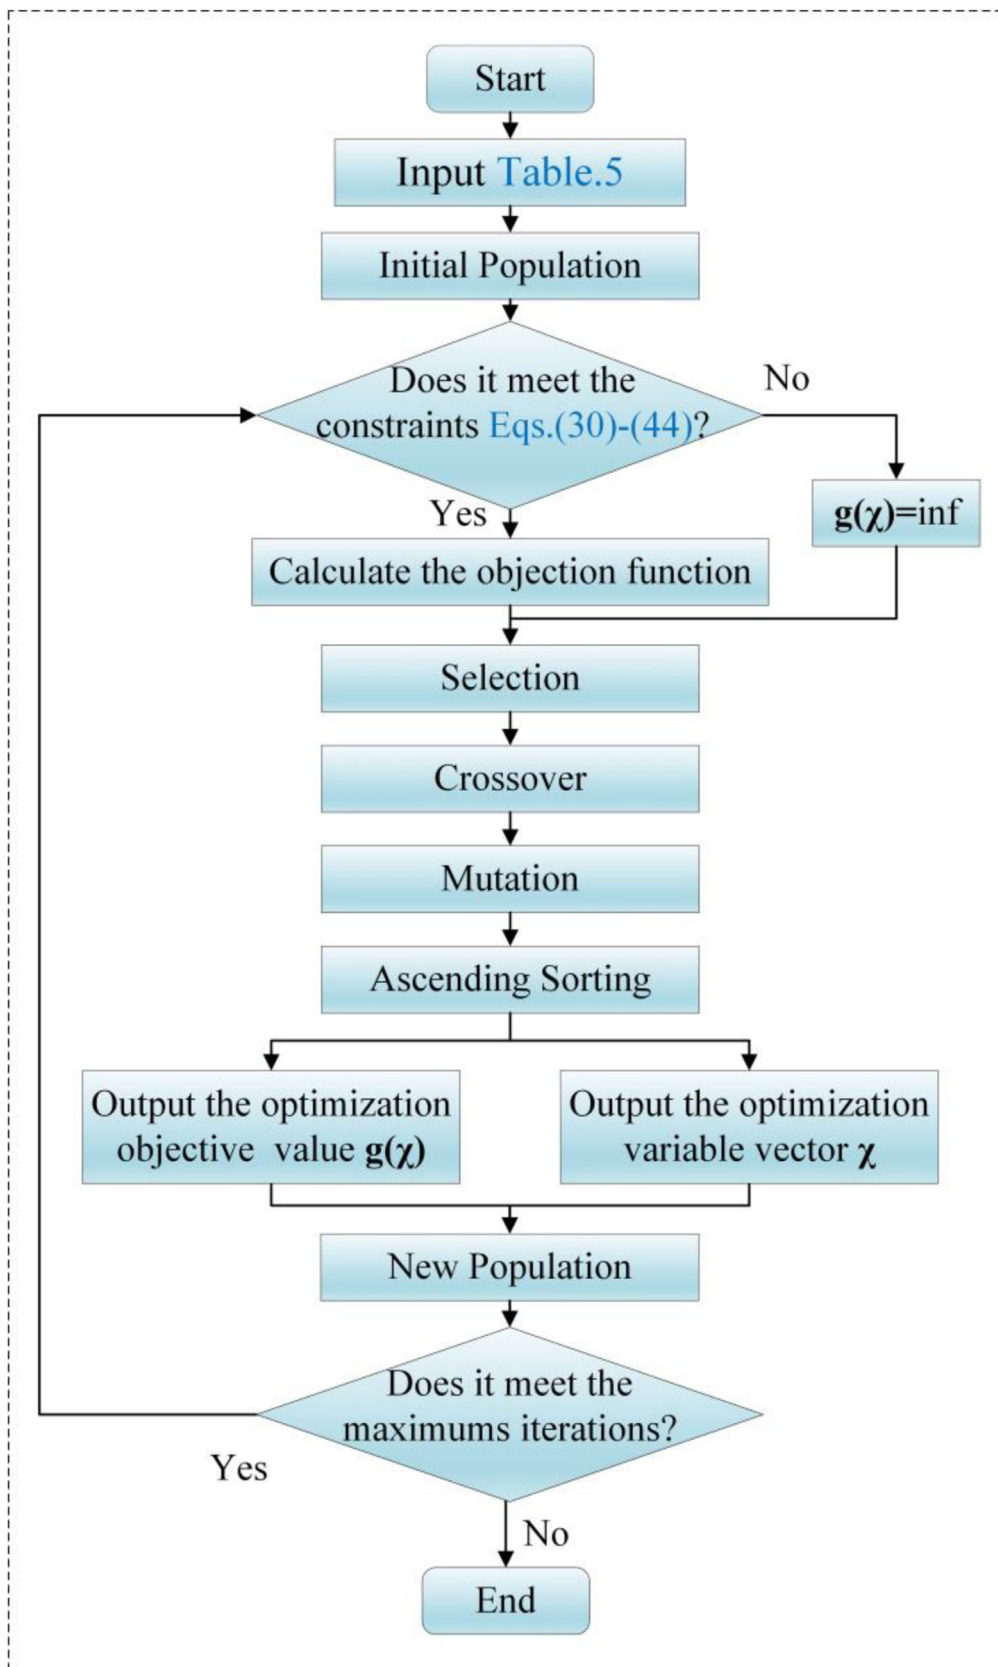 Start
Input Table.5
Initial Population
Does it meet the
constraints Eqs.(30)-(44)?
No
Yes
g(χ)=inf
Calculate the objection function
Selection
Crossover
Mutation
Ascending Sorting
Output the optimization
objective value g(χ)
Output the optimization
variable vector χ
New Population
Does it meet the
maximums iterations?
Yes
No
End